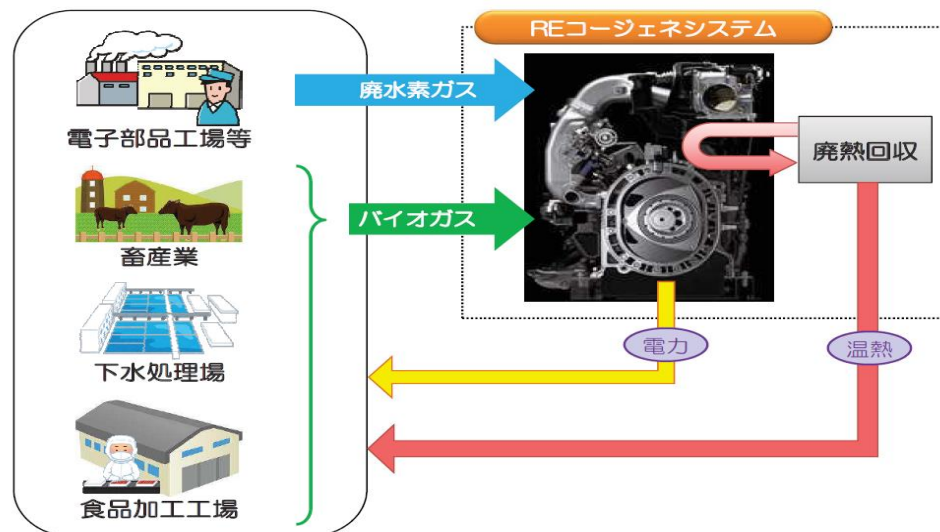 REコージェネシステム
廃水素ガス
電子部品工場等
廃熱回収
バイオガス
畜産業
電力
温熱
下水処理場
食品加工工場